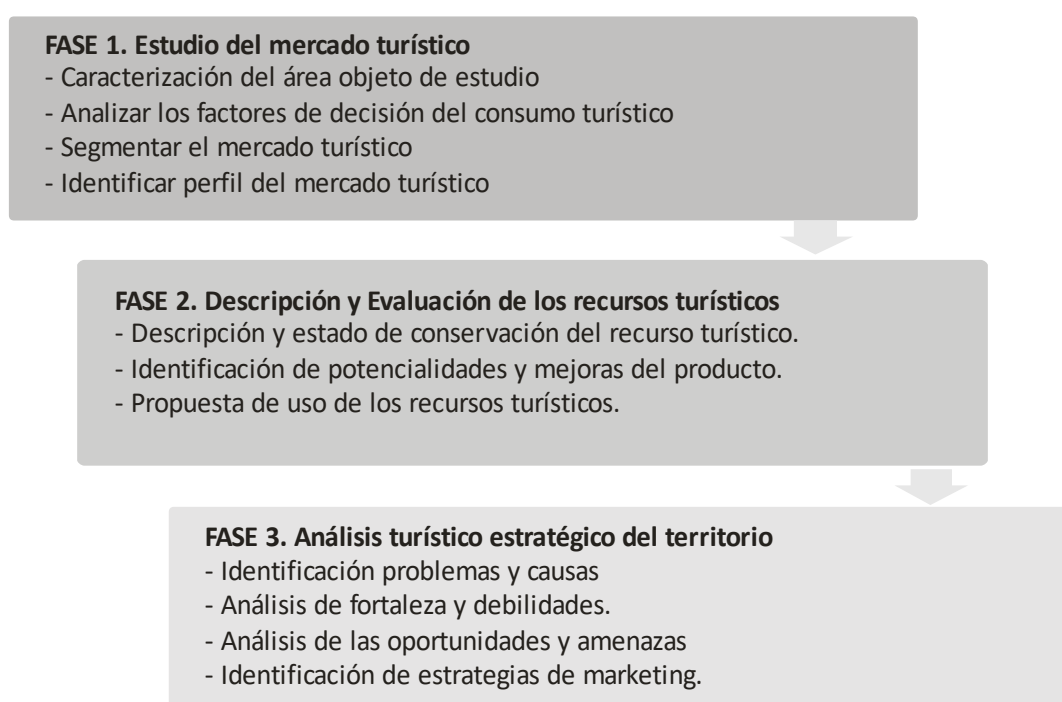 FASE 1. Estudio del mercado turístico
- Caracterización del área objeto de estudio
- Analizar los factores de decisión del consumo turístico
- Segmentar el mercado turístico
- Identificar perfil del mercado turístico
FASE 2. Descripción y Evaluación de los recursos turísticos
- Descripción y estado de conservación del recurso turístico.
- Identificación de potencialidades y mejoras del producto.
- Propuesta de uso de los recursos turísticos.
FASE 3. Análisis turístico estratégico del territorio
- Identificación problemas y causas
- Análisis de fortaleza y debilidades.
- Análisis de las oportunidades y amenazas
- Identificación de estrategias de marketing.